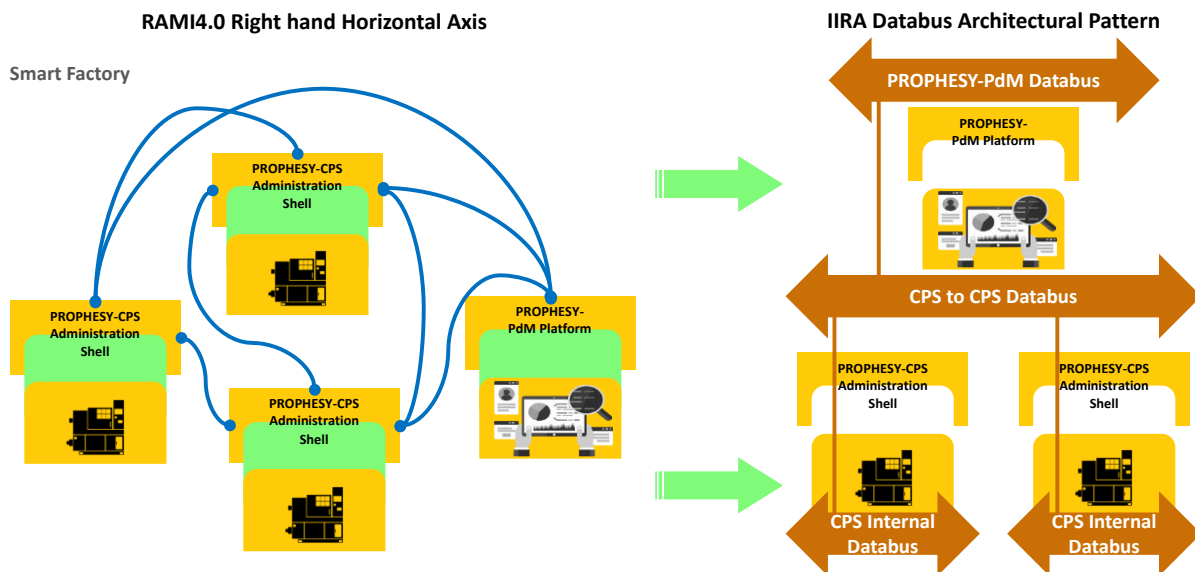 RAMI4.0 Right hand Horizontal Axis
IIRA Databus Architectural Pattern
Smart Factory
PROPHESY-CPS
Administration
Shell
PROPHESY-CPS
Administration
Shell
PROPHESY-CPS
Administration
Shell
PROPHESY-
PdM Platform
PROPHESY-PdM Databus
PROPHESY-
PdM Platform
CPS to CPS Databus
PROPHESY-CPS
Administration
Shell
PROPHESY-CPS
Administration
Shell
CPS Internal
Databus
CPS Internal
Databus